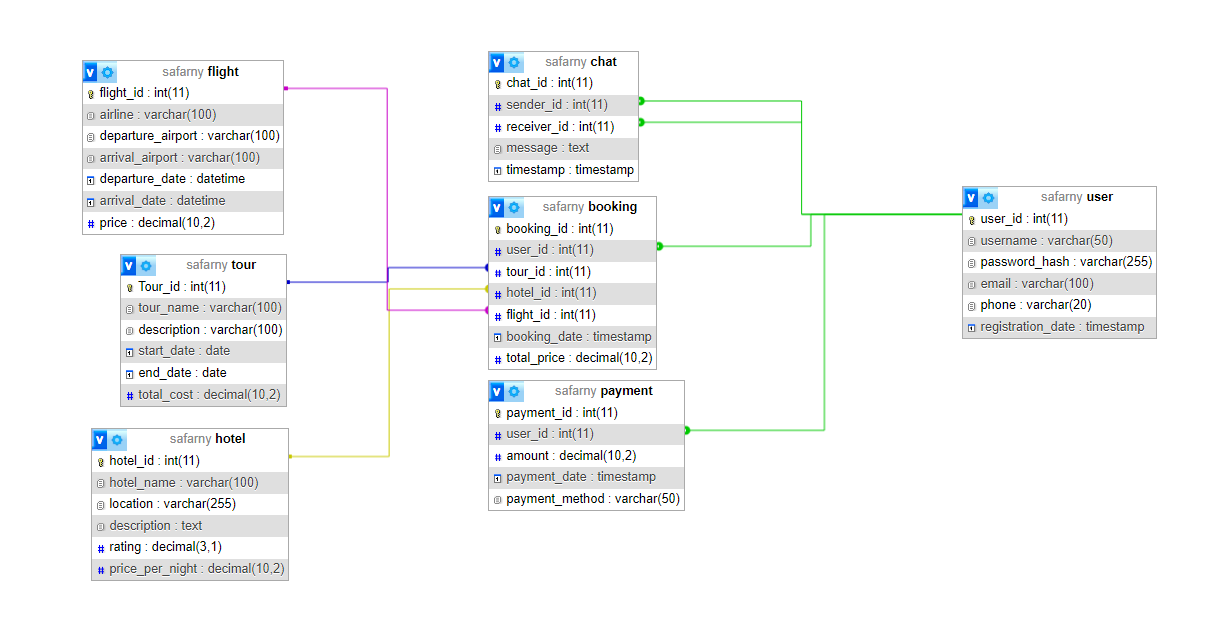 safarny flight
flight_id : int(11)
airline : varchar(100)
departure_airport : varchar(100)
arrival_airport : varchar(100)
departure_date : datetime
arrival_date : datetime
price : decimal(10,2)
safarny tour
Tour_id : int(11)
tour_name : varchar(100)
description : varchar(100)
start_date : date
end_date : date
total_cost : decimal(10,2)
safarny hotel
hotel_id : int(11)
hotel_name : varchar(100)
location : varchar(255)
description : text
rating : decimal(3,1)
price_per_night : decimal(10,2)
safarny chat
chat_id : int(11)
sender_id : int(11)
receiver_id : int(11)
message : text
timestamp : timestamp
safarny booking
booking_id : int(11)
user_id : int(11)
tour_id : int(11)
hotel_id : int(11)
flight_id : int(11)
booking_date : timestamp
total_price : decimal(10,2)
safarny payment
payment_id : int(11)
user_id : int(11)
amount : decimal(10,2)
payment_date : timestamp
payment_method : varchar(50)
safarny user
user_id : int(11)
username : varchar(50)
password_hash : varchar(255)
email : varchar(100)
phone : varchar(20)
registration_date : timestamp